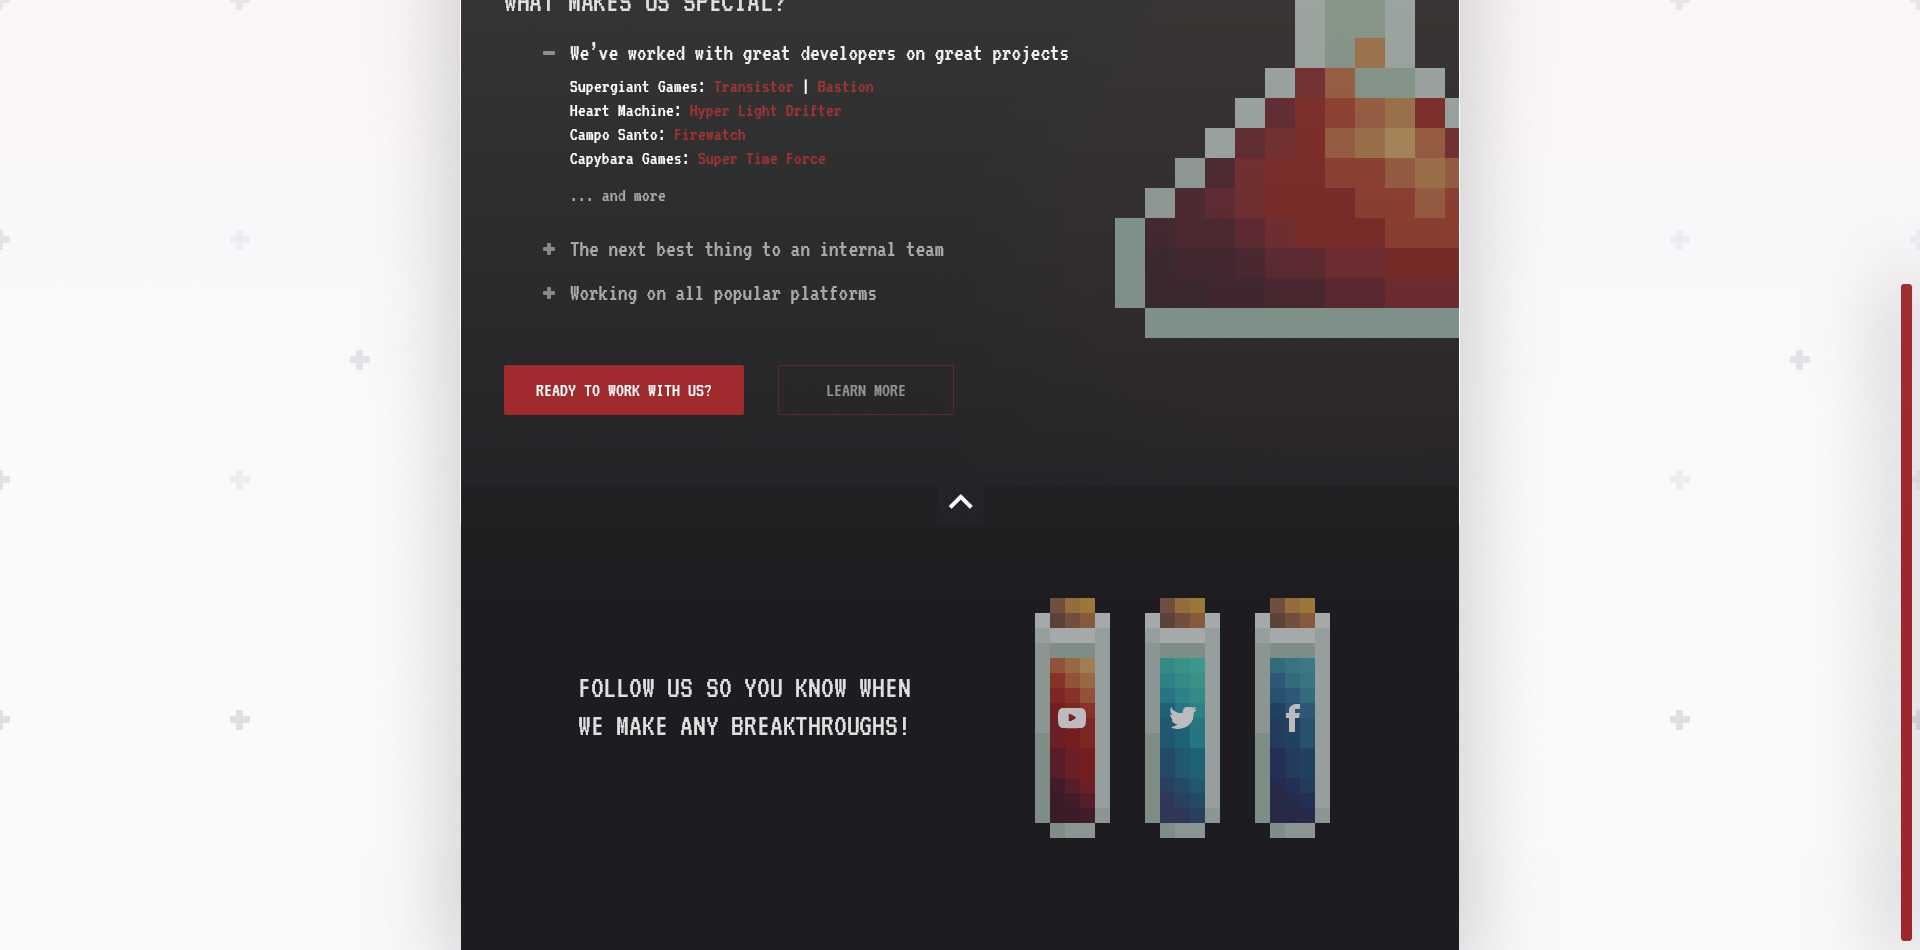 WHAT MAKES US SPECIAL?
We've worked with great developers on great projects
Supergiant Games: Transistor | Bastion
Heart Machine: Hyper Light Drifter
Campo Santo: Firewatch
Capybara Games: Super Time Force
... and more
The next best thing to an internal team
Working on all popular platforms
READY TO WORK WITH US?
LEARN MORE
FOLLOW US SO YOU KNOW WHEN
WE MAKE ANY BREAKTHROUGHS!